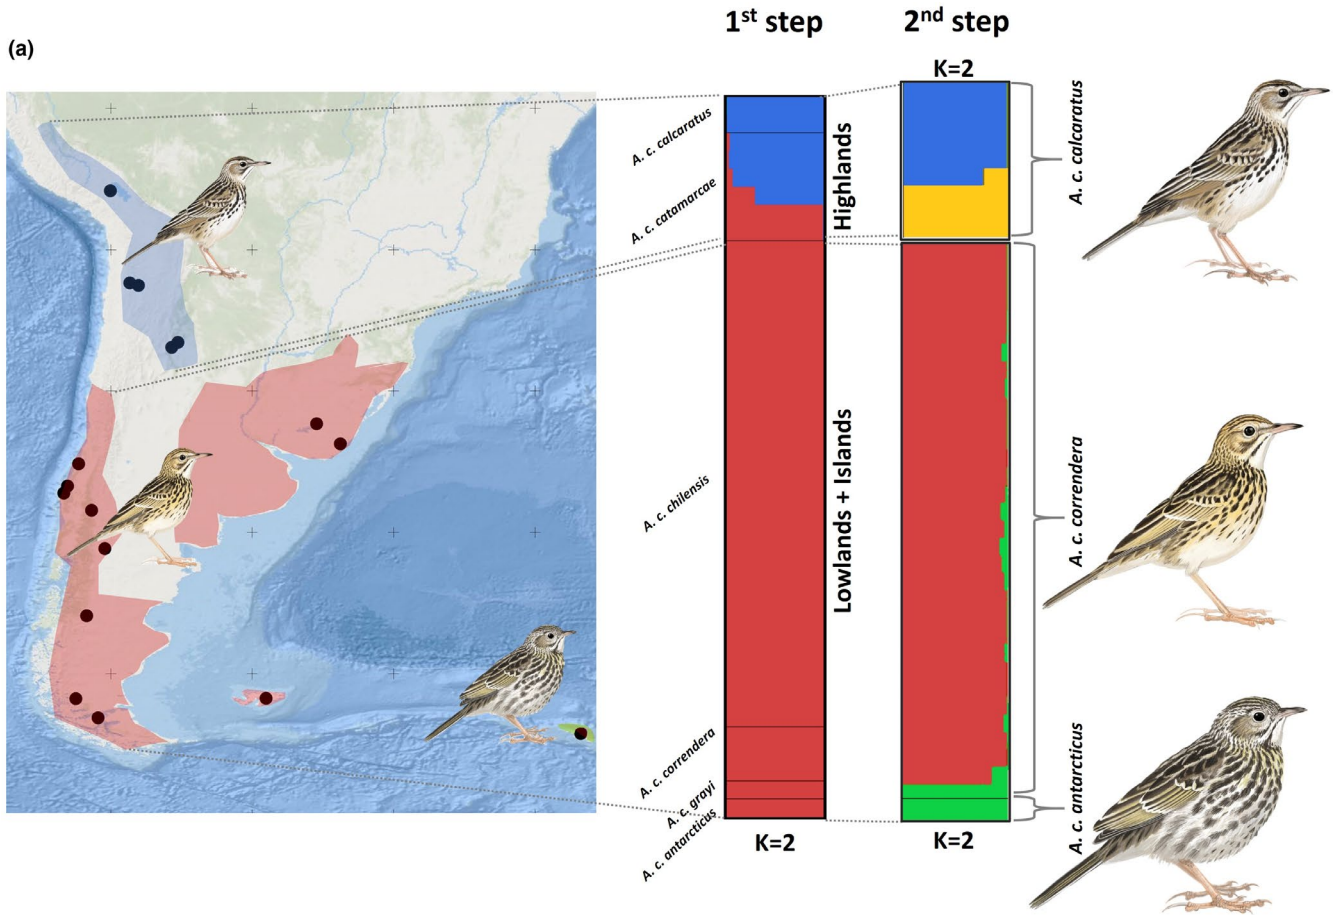 (a)
1st step
2nd step
K=2
A. c. calcaratus
A. c. catamarcae
A. c. chilensis
A. c. correndera
A. c. grayi
A. c. antarcticus
Highlands
Lowlands + Islands
K=2
K=2
A. c. calcaratus
A. c. correndera
A. c. antarcticus